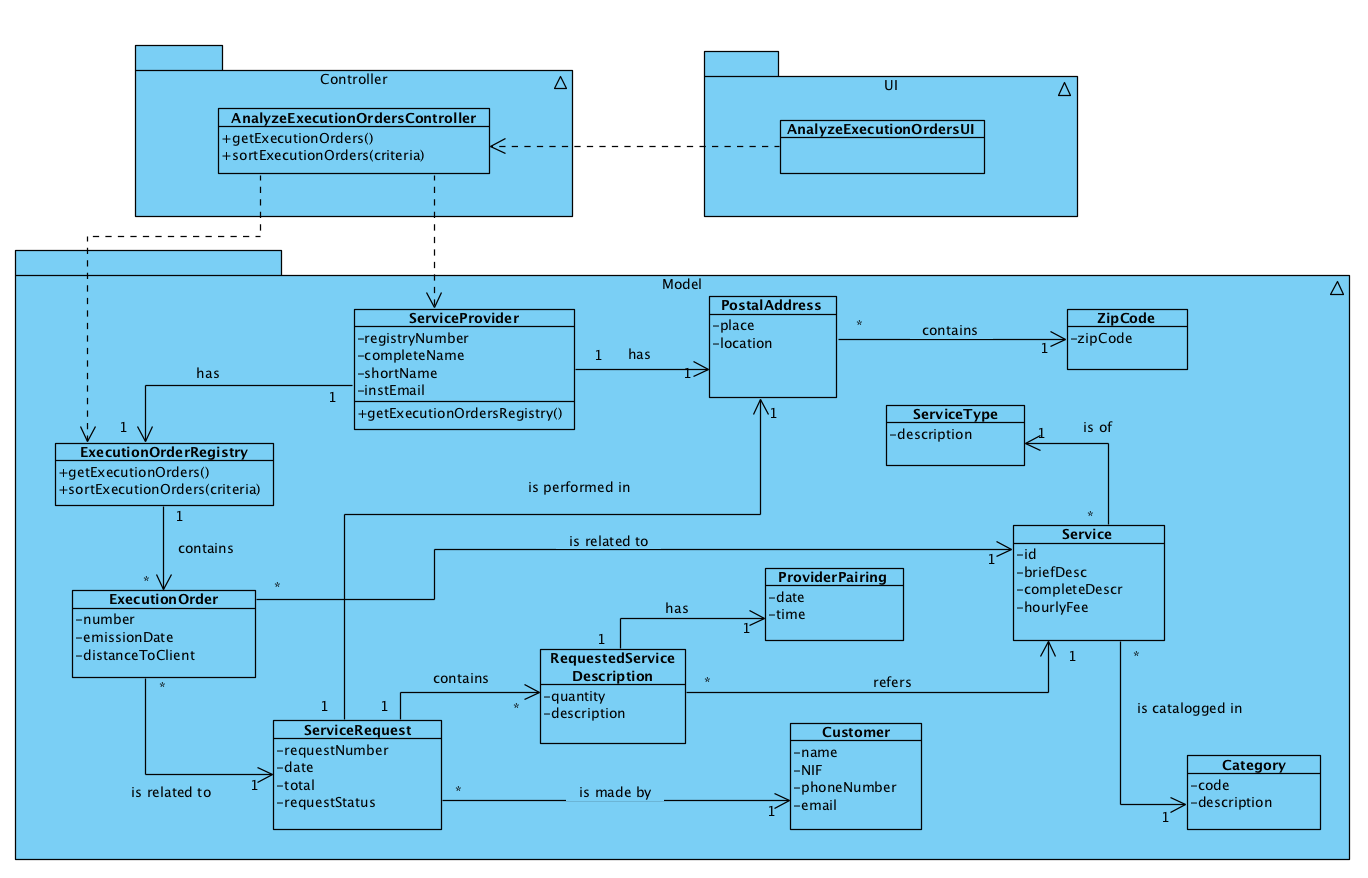 Controller
AnalyzeExecutionOrdersController
+getExecutionOrders()
+sortExecutionOrders(criteria)
UI
AnalyzeExecutionOrdersUI
Model
ServiceProvider
-registryNumber
-completeName
-shortName
-instEmail
+getExecutionOrdersRegistry()
1
has
1
PostalAddress
-place
-location
*
contains
1
ZipCode
-zipCode
has
1
1
ExecutionOrderRegistry
+getExecutionOrders()
+sortExecutionOrders(criteria)
1
ServiceType
-description
1
is of
*
is performed in
1
contains
*
ExecutionOrder
-number
-emissionDate
-distanceToClient
*
is related to
1
Service
-id
-briefDesc
-completeDescr
-hourlyFee
ProviderPairing
-date
-time
has
1
1
RequestedService
Description
-quantity
-description
*
refers
1
*
is catalogged in
1
Category
-code
-description
*
is related to
1
1
1
contains
*
ServiceRequest
-requestNumber
-date
-total
-requestStatus
*
is made by
1
Customer
-name
-NIF
-phoneNumber
-email